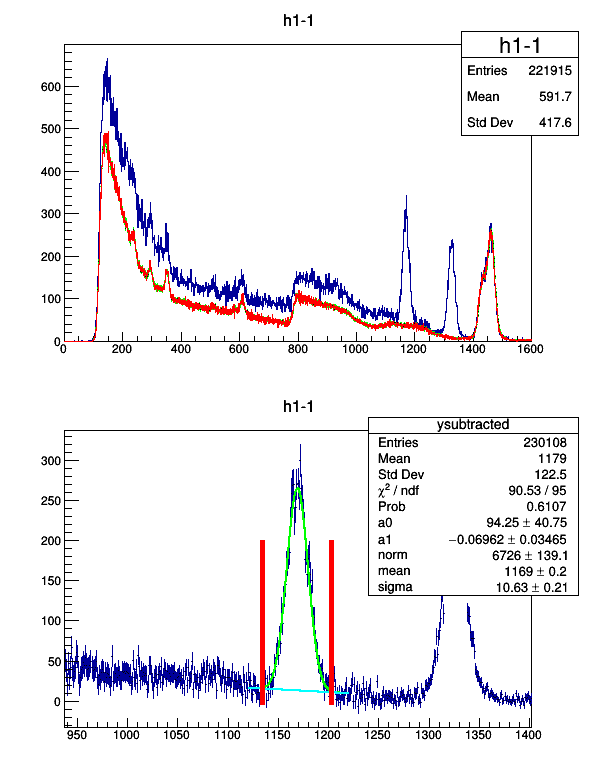 h1-1
h1-1
Entries 221915
Mean 591.7
Std Dev 417.6
600
500
400
300
200
100
0
0 200 400 600 800 1000 1200 1400 1600
h1-1
ysubtracted
Entries 230108
Mean 1179
Std Dev 122.5
χ² / ndf 90.53 / 95
Prob 0.6107
a0 94.25 ± 40.75
a1 −0.06962 ± 0.03465
norm 6726 ± 139.1
mean 1169 ± 0.2
sigma 10.63 ± 0.21
300
250
200
150
100
50
0
950 1000 1050 1100 1150 1200 1250 1300 1350 1400